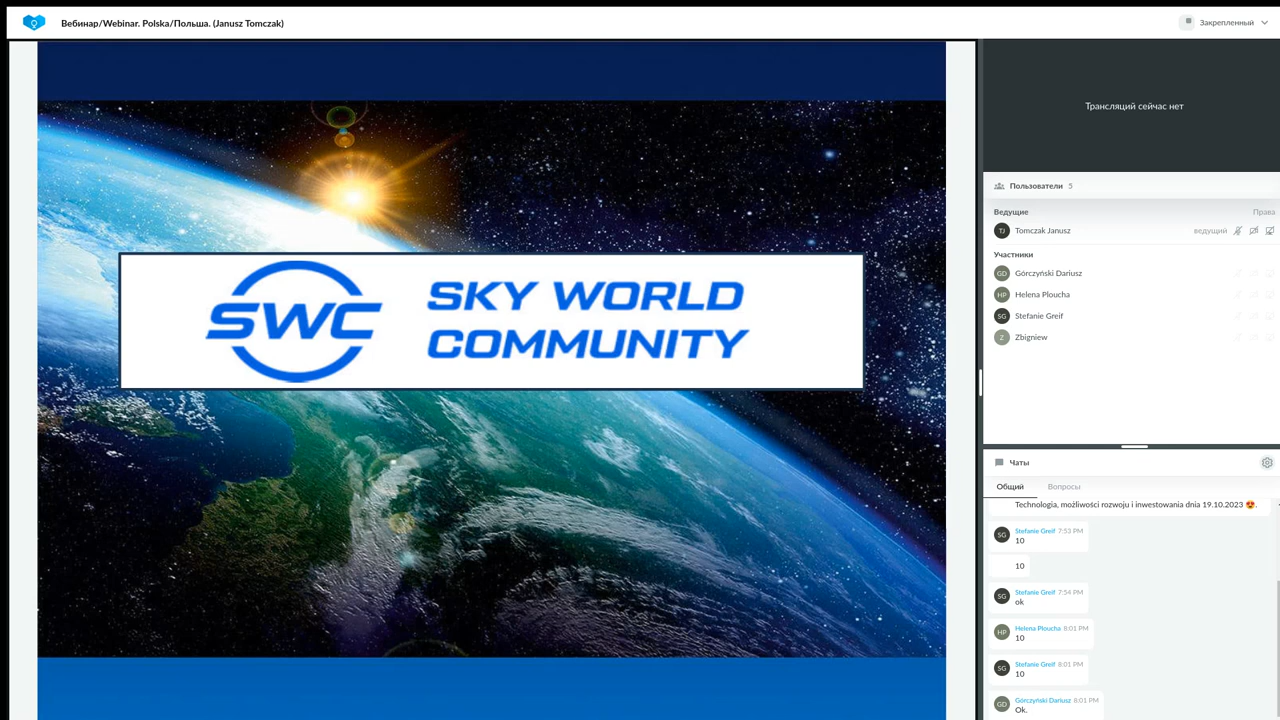 Вебинар/Webinar. Polska/Польша. (Janusz Tomczak)
Закрепленный
SWC
SKY WORLD
COMMUNITY
Трансляций сейчас нет
Пользователи 5
Ведущие
Права
TJ Tomczak Janusz
ведущий
Участники
GD Górczyński Dariusz
HP Helena Ploucha
SG Stefanie Greif
Z Zbigniew
Чаты
Общий Вопросы
Technologia, możliwości rozwoju i inwestowania dnia 19.10.2023 😍.
SG Stefanie Greif 7:53 PM
10
10
SG Stefanie Greif 7:54 PM
ok
HP Helena Ploucha 8:01 PM
10
SG Stefanie Greif 8:01 PM
10
GD Górczyński Dariusz 8:01 PM
Ok.